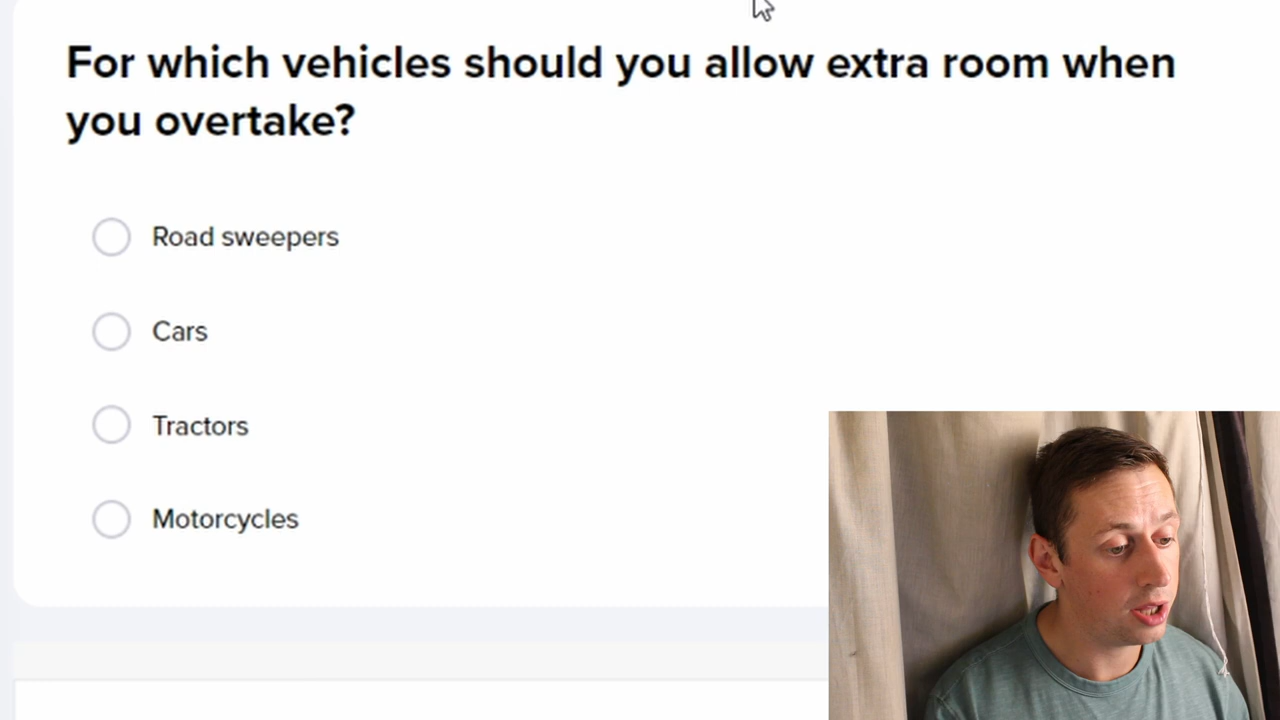 For which vehicles should you allow extra room when
you overtake?
Road sweepers
Cars
Tractors
Motorcycles